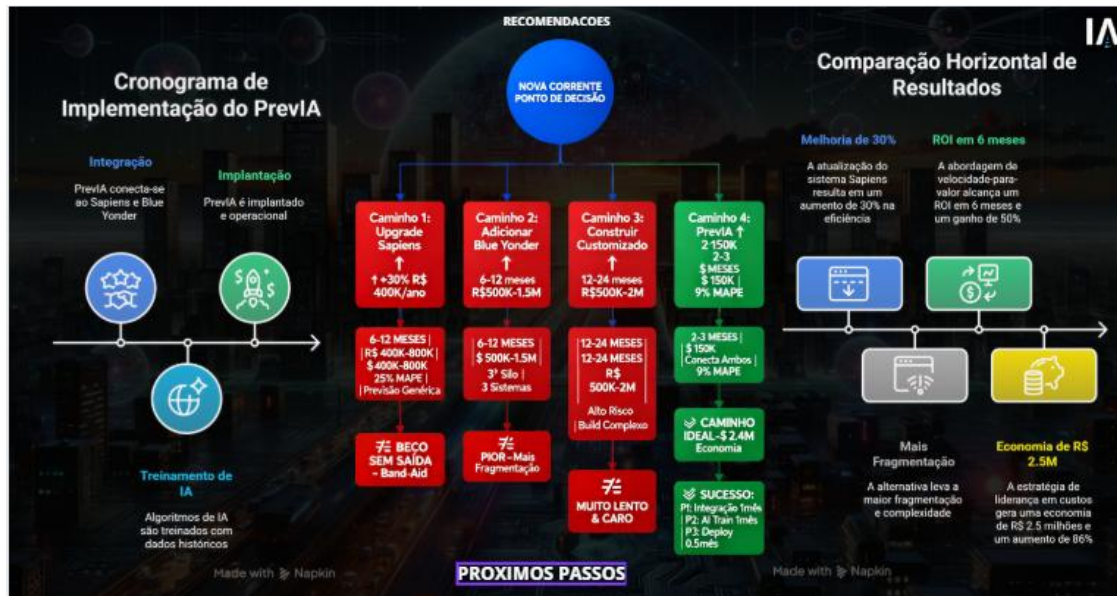 RECOMENDACOES
IA
Cronograma de
Implementação do PrevIA
Integração
PrevIA conecta-se
ao Sapiens e Blue
Yonder
Implantação
PrevIA é implantado
e operacional
Treinamento de
IA
Algoritmos de IA
são treinados com
dados históricos
Made with Napkin
NOVA CORRENTE
PONTO DE DECISÃO
Caminho 1:
Upgrade
Sapiens
↑
↑ +30% R$
400K/ano
6-12 MESES |
| R$ 400K-800K
$ 400K-800K
25% MAPE |
| Previsão Genérica
BECO
SEM SAÍDA
- Band-Aid
Caminho 2:
Adicionar
Blue Yonder
↑
6-12 meses
R$500K-1.5M
6-12 MESES |
$ 500K-1.5M
3° Silo |
3 Sistemas
PIOR-Mais
Fragmentação
Caminho 3:
Construir
Customizado
↑
12-24 meses
R$500K-2M
12-24 MESES
12-24 MESES
R$
500K-2M
Alto Risco
| Build Complexo
MUITO LENTO
& CARO
Caminho 4:
PrevIA ↑
2-150K
2-3
$ MESES
$ 150K |
9% MAPE
2-3 MESES |
$ 150K
Conecta Ambos |
9% MAPE
CAMINHO
IDEAL-$ 2.4M
Economia
SUCESSO:
P1: Integração 1mês
P2: AI Train 1mês
P3: Deploy
0.5mês
PROXIMOS PASSOS
Comparação Horizontal de
Resultados
Melhoria de 30%
A atualização do
sistema Sapiens
resulta em um
aumento de 30% na
eficiência
ROI em 6 meses
A abordagem de
velocidade-para-
valor alcança um
ROI em 6 meses e
um ganho de 50%
Mais
Fragmentação
A alternativa leva a
maior fragmentação
e complexidade
Economia de R$
2.5M
A estratégia de
liderança em custos
gera uma economia
de R$ 2.5 milhões e
um aumento de 86%
Made with Napkin